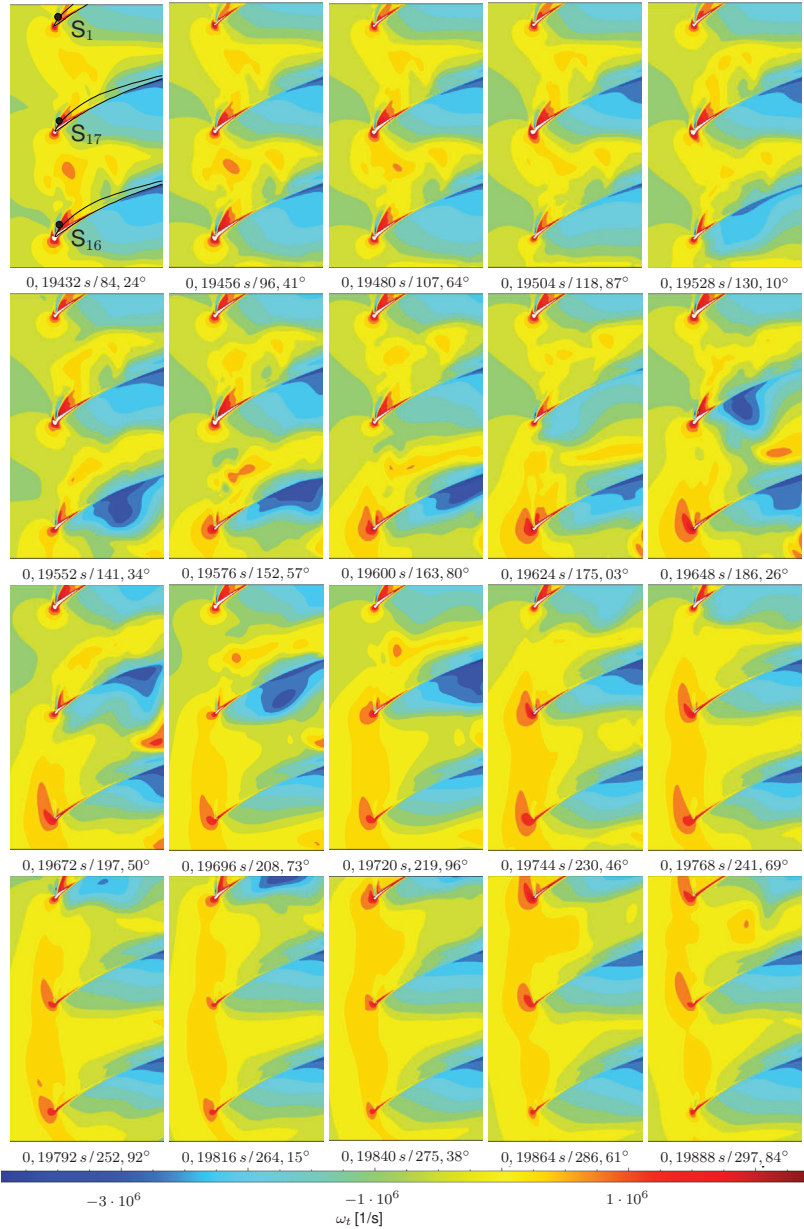 S₁
S₁₇
S₁₆
0, 19432 s/84, 24° 0, 19456 s/96, 41° 0, 19480 s/107, 64° 0, 19504 s/118, 87° 0, 19528 s/130, 10°
0, 19552 s/141, 34° 0, 19576 s/152, 57° 0, 19600 s/163, 80° 0, 19624 s/175, 03° 0, 19648 s/186, 26°
0, 19672 s/197, 50° 0, 19696 s/208, 73° 0, 19720 s, 219, 96° 0, 19744 s/230, 46° 0, 19768 s/241, 69°
0, 19792 s/252, 92° 0, 19816 s/264, 15° 0, 19840 s/275, 38° 0, 19864 s/286, 61° 0, 19888 s/297, 84°
−3 · 10⁶ −1 · 10⁶ 1 · 10⁶
ω_t [1/s]